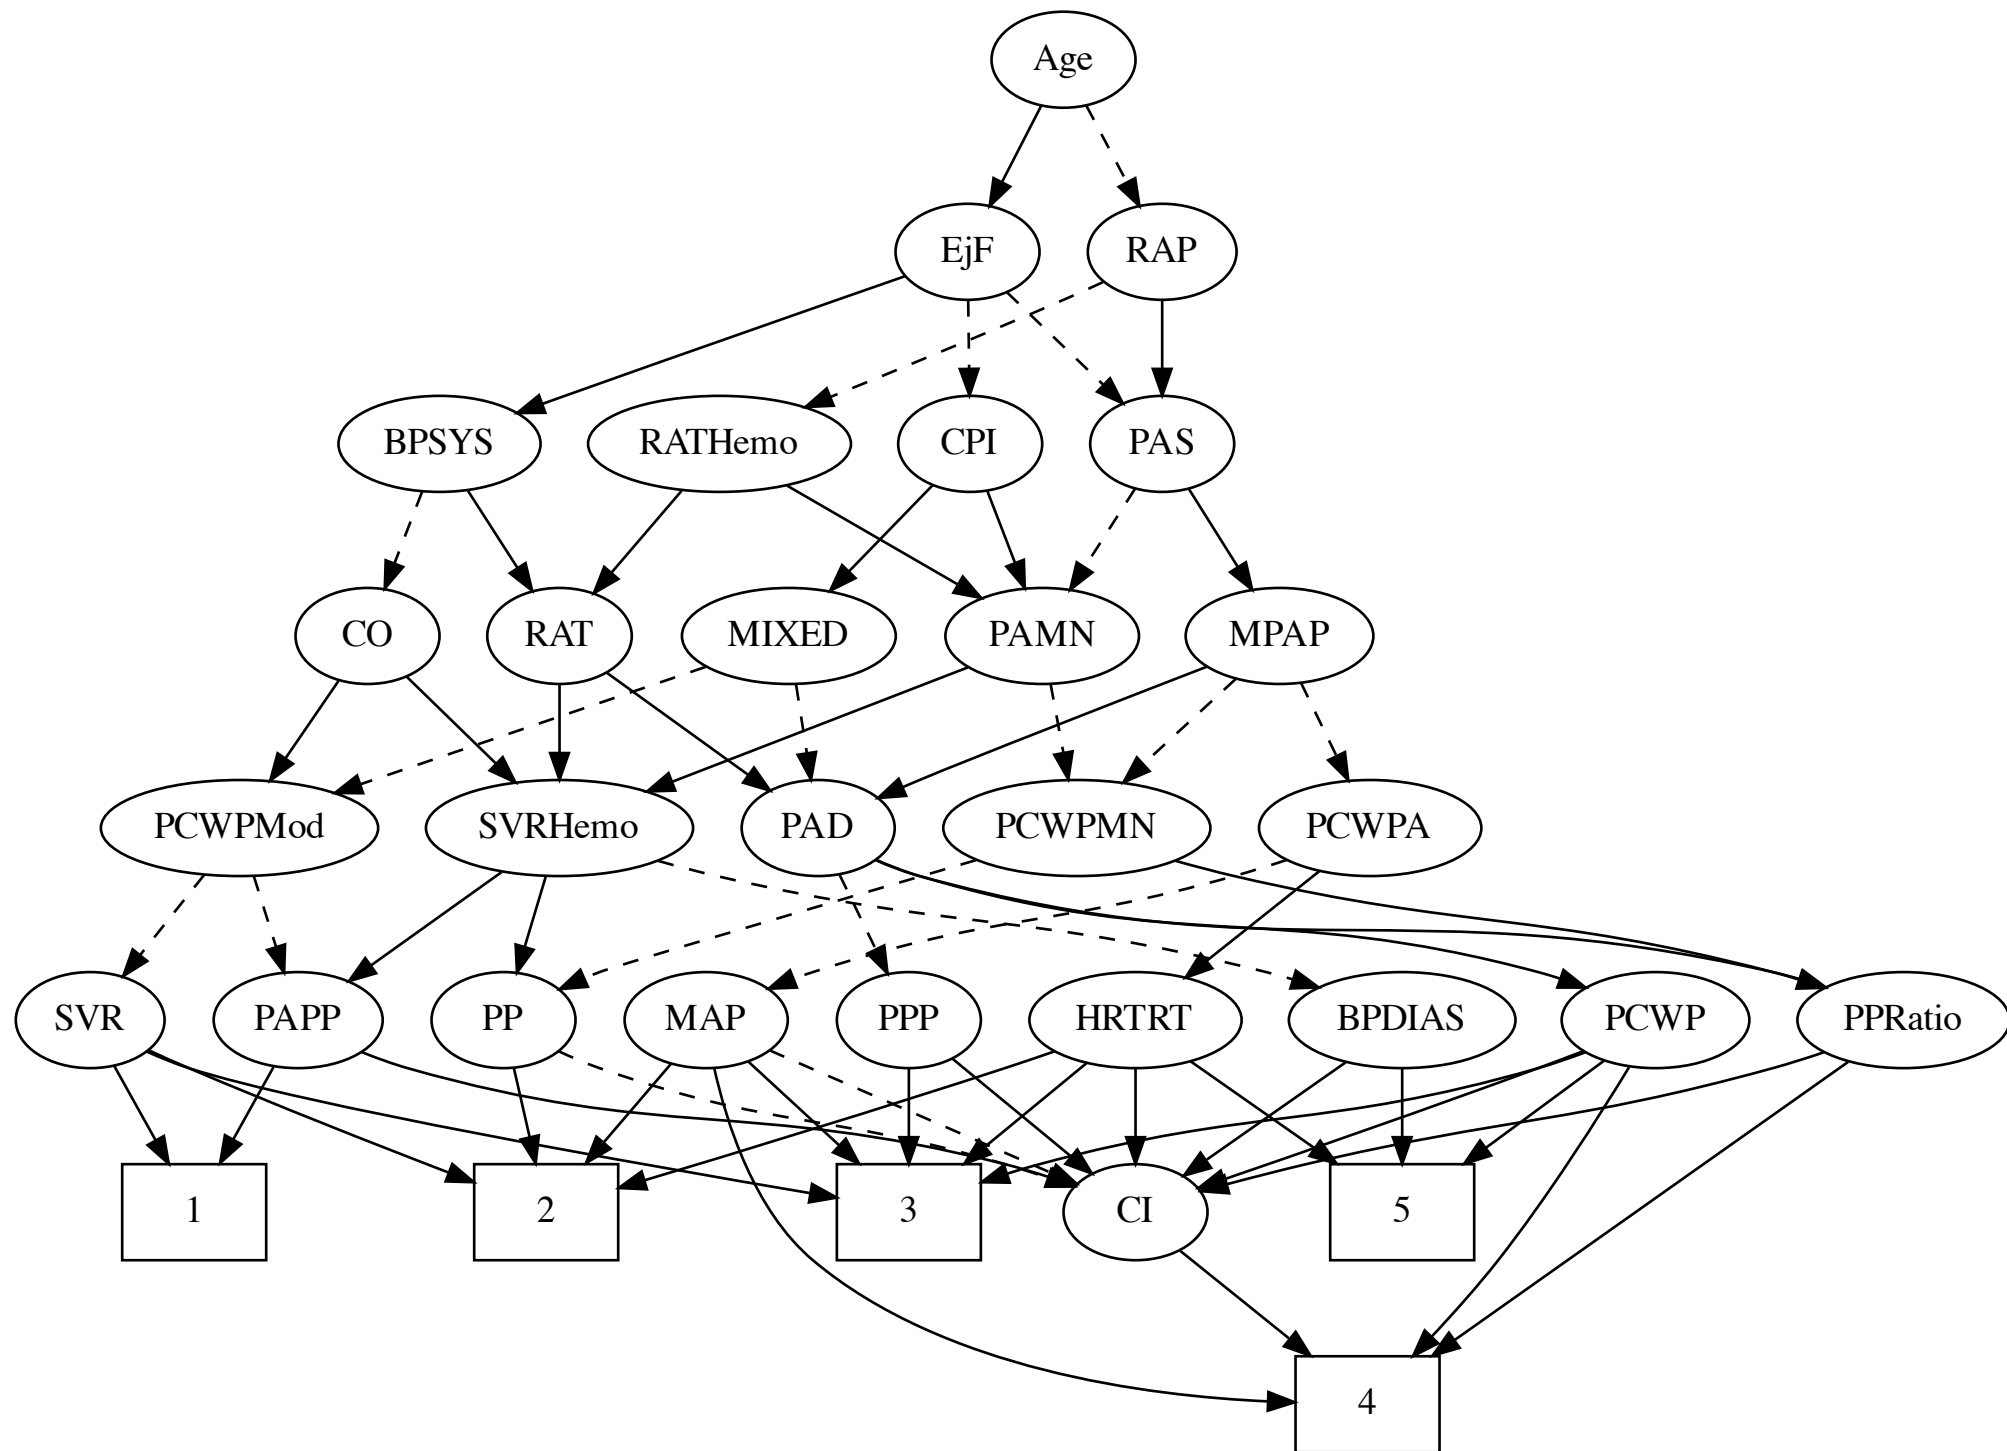 Age
EjF
RAP
BPSYS
RATHemo
CPI
PAS
CO
RAT
MIXED
PAMN
MPAP
PCWPMod
SVRHemo
PAD
PCWPMN
PCWPA
SVR
PAPP
PP
MAP
PPP
HRTRT
BPDIAS
PCWP
PPRatio
1
2
3
CI
5
4